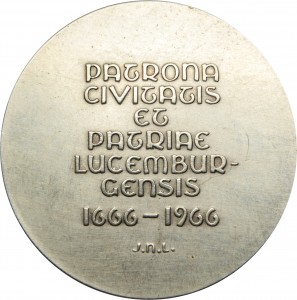 PATRONA
CIVITATIS
ET
PATRIAE
LUCEMBUR-
GENSIS
1666-1966
J.N.L.